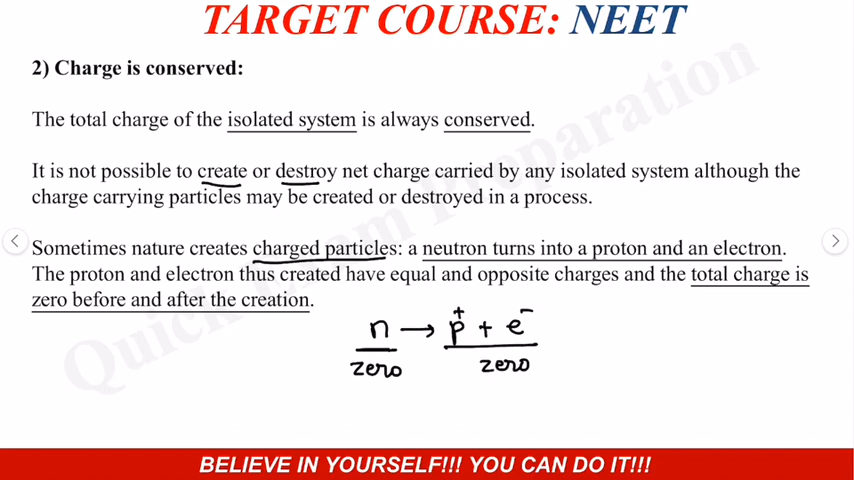 TARGET COURSE: NEET
2) Charge is conserved:
The total charge of the isolated system is always conserved.
It is not possible to create or destroy net charge carried by any isolated system although the
charge carrying particles may be created or destroyed in a process.
Sometimes nature creates charged particles: a neutron turns into a proton and an electron.
The proton and electron thus created have equal and opposite charges and the total charge is
zero before and after the creation.
n → p⁺ + e⁻
zero zero
Quick Exam Preparation
BELIEVE IN YOURSELF!!! YOU CAN DO IT!!!